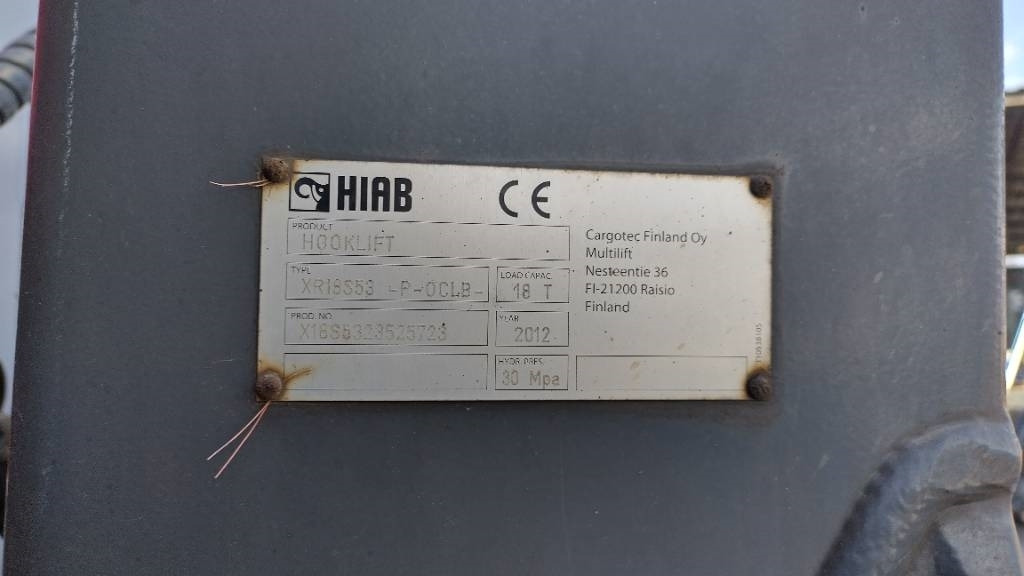 HIAB CE
PRODUCT
HOOKLIFT
TYPE
XR18S53 -P-OCLB-
LOAD CAPAC.
18 T
PROD. NO.
YEAR
2012
HYDR. PRES.
30 Mpa
Cargotec Finland Oy
Multilift
Nesteentie 36
FI-21200 Raisio
Finland